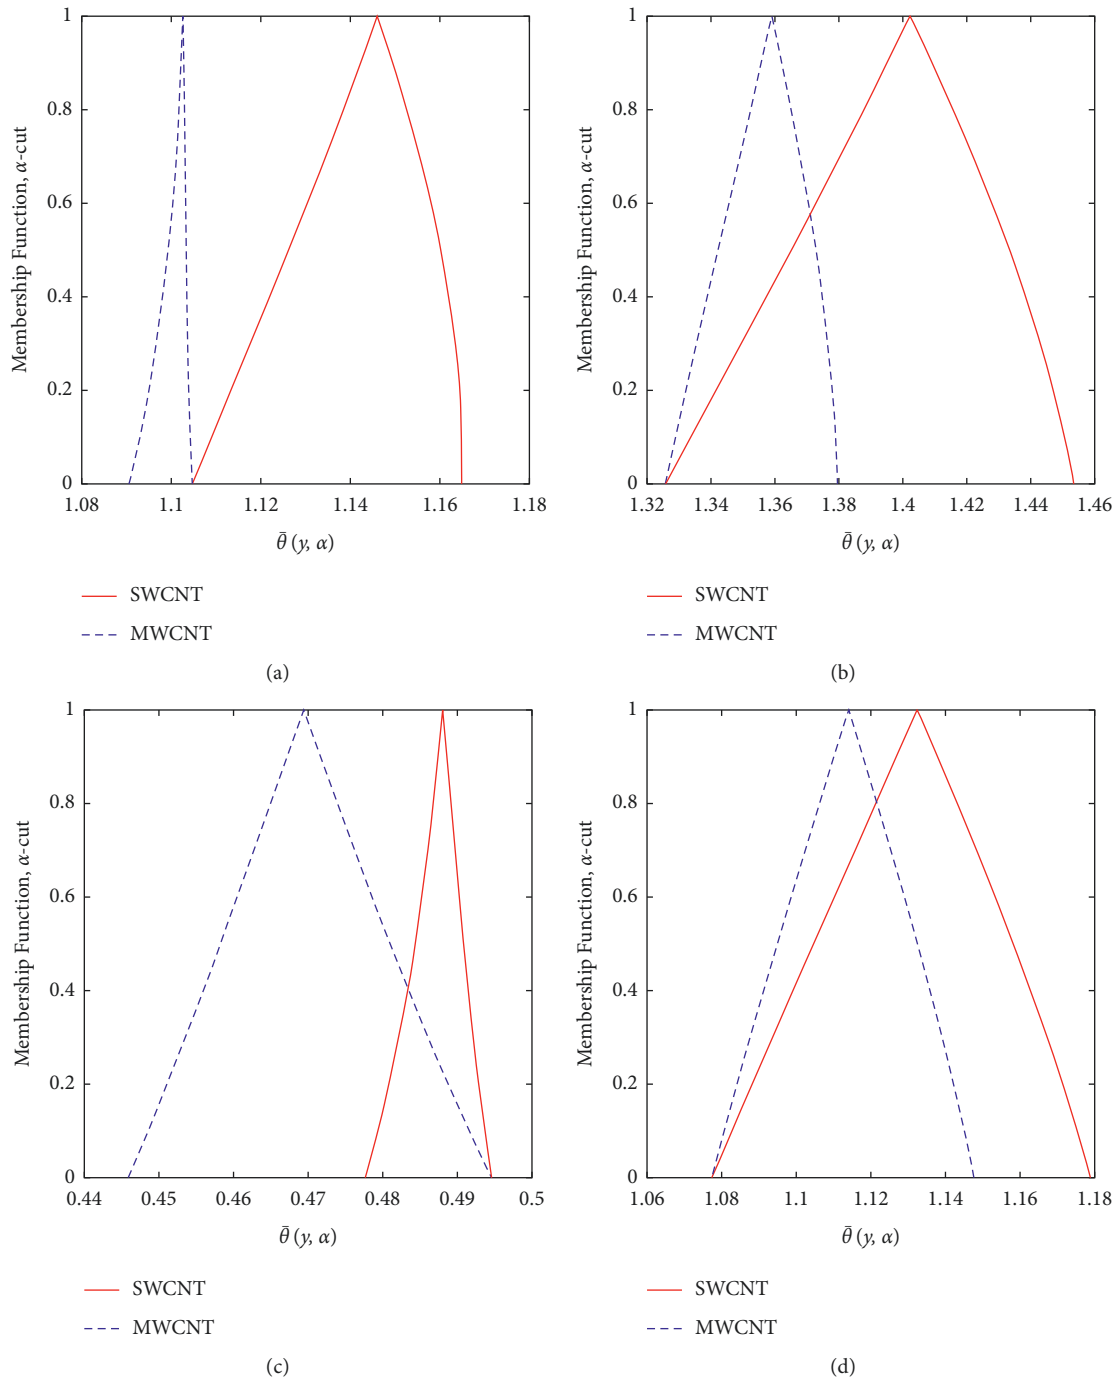 1
0.8
0.6
0.4
0.2
0
Membership Function, α-cut
1.08 1.1 1.12 1.14 1.16 1.18
θ̄ (y, α)
SWCNT
MWCNT
(a)
1
0.8
0.6
0.4
0.2
0
Membership Function, α-cut
1.32 1.34 1.36 1.38 1.4 1.42 1.44 1.46
θ̄ (y, α)
SWCNT
MWCNT
(b)
1
0.8
0.6
0.4
0.2
0
Membership Function, α-cut
0.44 0.45 0.46 0.47 0.48 0.49 0.5
θ̄ (y, α)
SWCNT
MWCNT
(c)
1
0.8
0.6
0.4
0.2
0
Membership Function, α-cut
1.06 1.08 1.1 1.12 1.14 1.16 1.18
θ̄ (y, α)
SWCNT
MWCNT
(d)